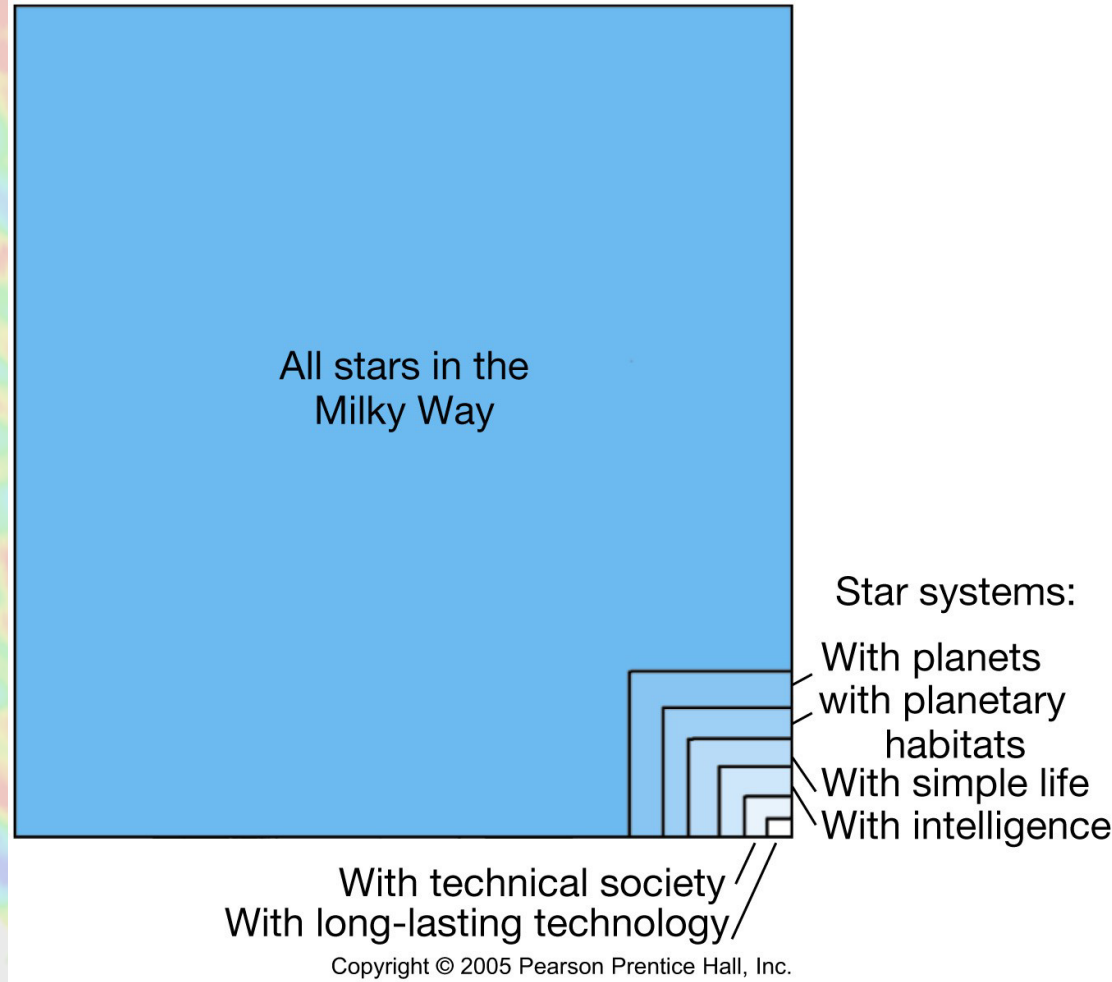 All stars in the
Milky Way
Star systems:
With planets
with planetary
habitats
With simple life
With intelligence
With technical society
With long-lasting technology
Copyright © 2005 Pearson Prentice Hall, Inc.